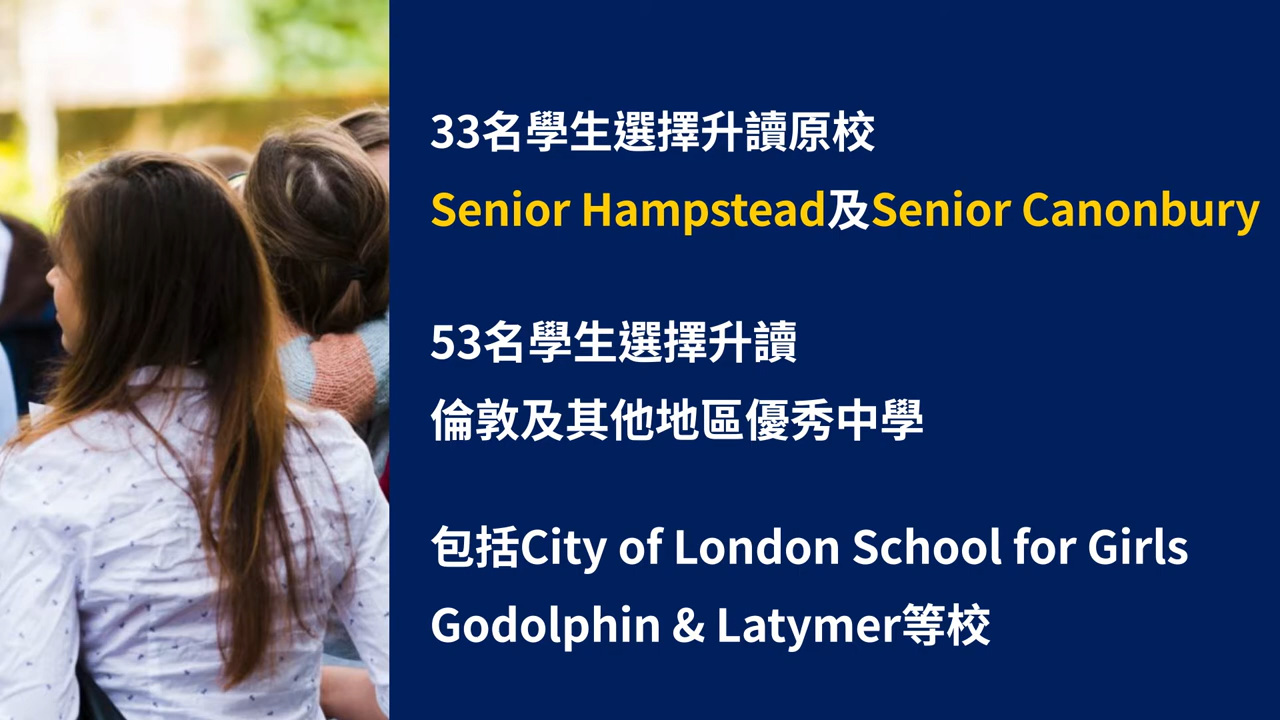 33名學生選擇升讀原校
Senior Hampstead及Senior Canonbury
53名學生選擇升讀
倫敦及其他地區優秀中學
包括City of London School for Girls
Godolphin & Latymer等校